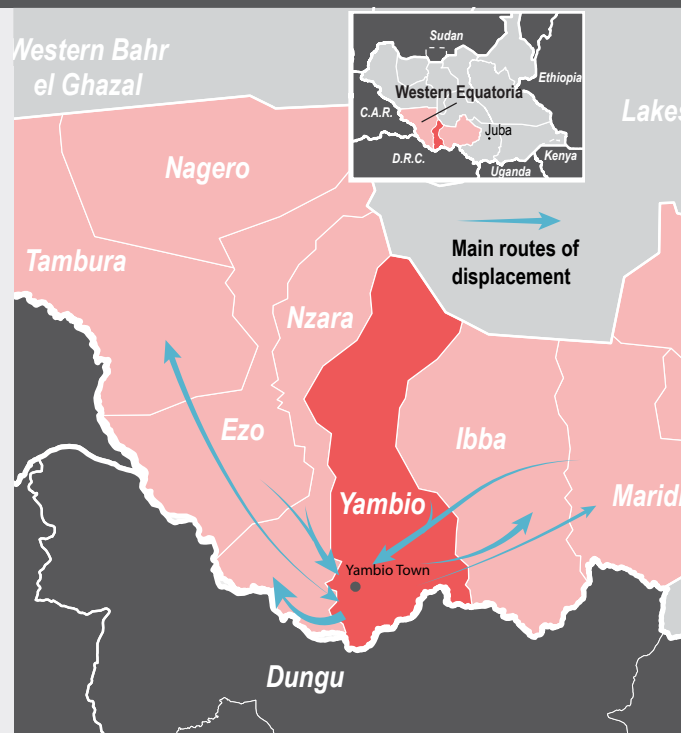 Western Bahr
el Ghazal
Sudan
Ethiopia
Western Equatoria
C.A.R.
Juba
D.R.C.
Kenya
Uganda
Lakes
Nagero
Main routes of
displacement
Tambura
Nzara
Ezo
Ibba
Yambio
Maridi
Yambio Town
Dungu